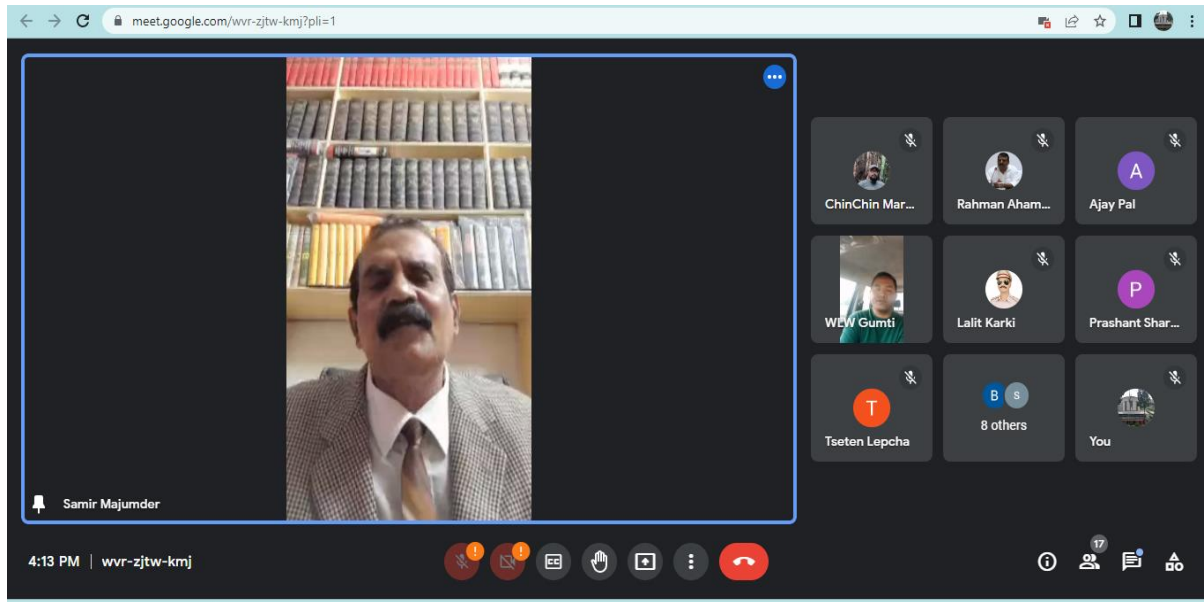 meet.google.com/wvr-zjtw-kmj?pli=1
Samir Majumder
ChinChin Mar...
Rahman Aham...
A
Ajay Pal
WLW Gumti
Lalit Karki
P
Prashant Shar...
T
Tseten Lepcha
B S
8 others
You
4:13 PM | wvr-zjtw-kmj
CC
17